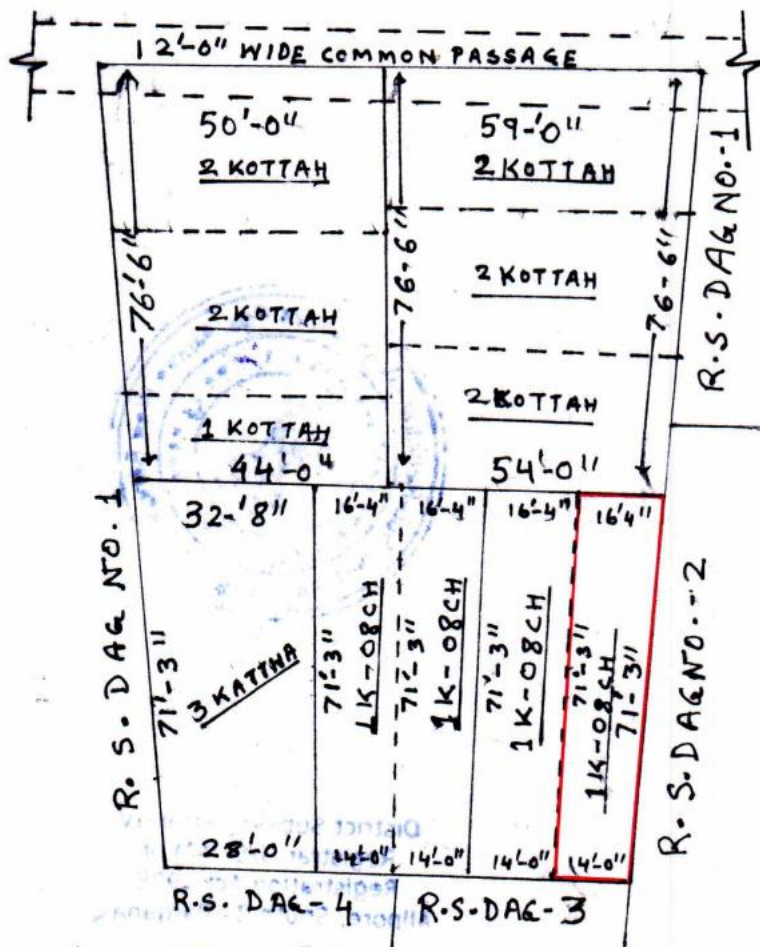 12'-0" WIDE COMMON PASSAGE
50'-0"
59'-0"
2 KOTTAH
2 KOTTAH
76'6"
76-6"
76-6"
R.S. DAG NO.-1
2 KOTTAH
2 KOTTAH
1 KOTTAH
2 KOTTAH
44'-0"
54'-0"
32-'8"
16'-4"
16'-4"
16'-4"
16'4"
R.S. DAG NO. 1
71'-3"
3 KATTHA
71'-3"
1K-08CH
71'-3"
1K-08CH
71'-3"
1K-08CH
71'-3"
1K-08CH
71'-3"
R.S. DAG NO.-2
28'-0"
14'-0"
14'-0"
14'-0"
14'-0"
R.S. DAG-4
R.S. DAG-3